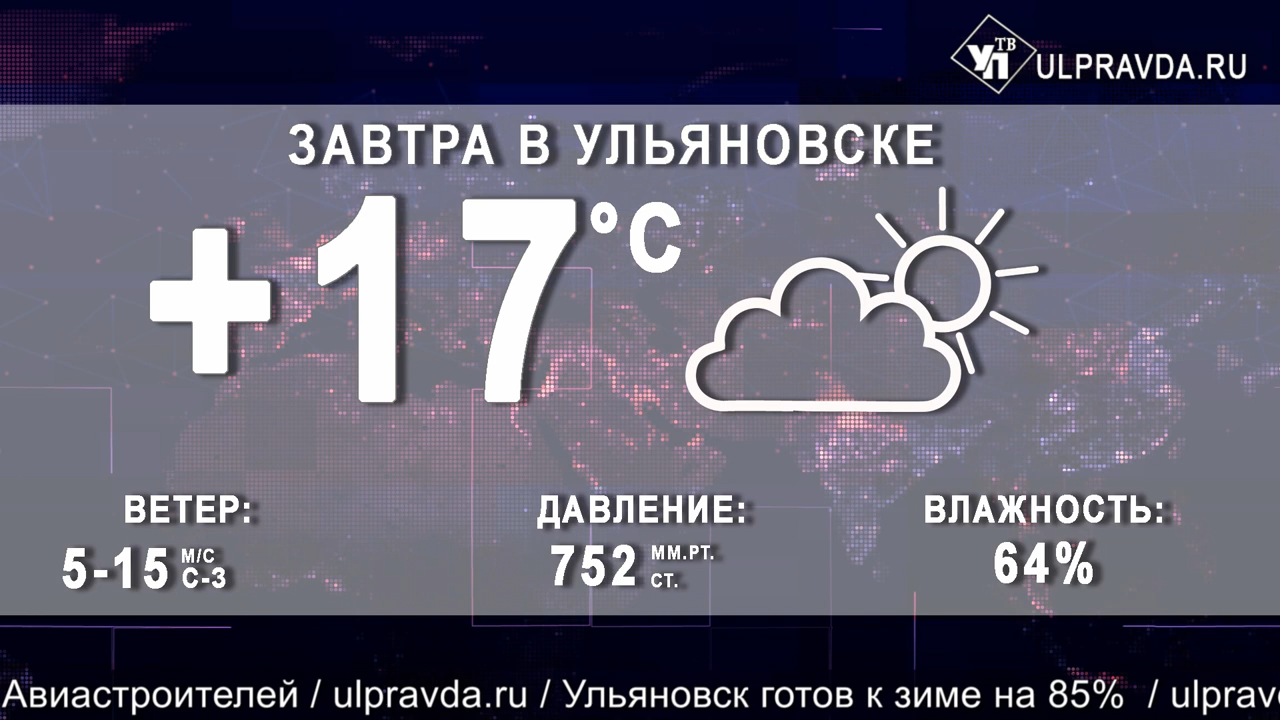 УП ТВ ULPRAVDA.RU
ЗАВТРА В УЛЬЯНОВСКЕ
+17°C
ВЕТЕР:
5-15 М/С С-З
ДАВЛЕНИЕ:
752 ММ.РТ. СТ.
ВЛАЖНОСТЬ:
64%
Авиастроителей / ulpravda.ru / Ульяновск готов к зиме на 85% / ulprav